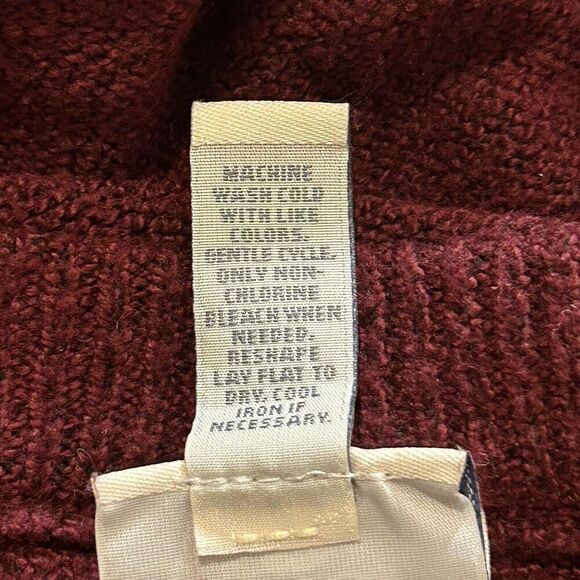 MACHINE
WASH COLD
WITH LIKE
COLORS.
GENTLE CYCLE.
ONLY NON-
CHLORINE
BLEACH WHEN
NEEDED.
RESHAPE
LAY FLAT TO
DRY. COOL
IRON IF
NECESSARY.